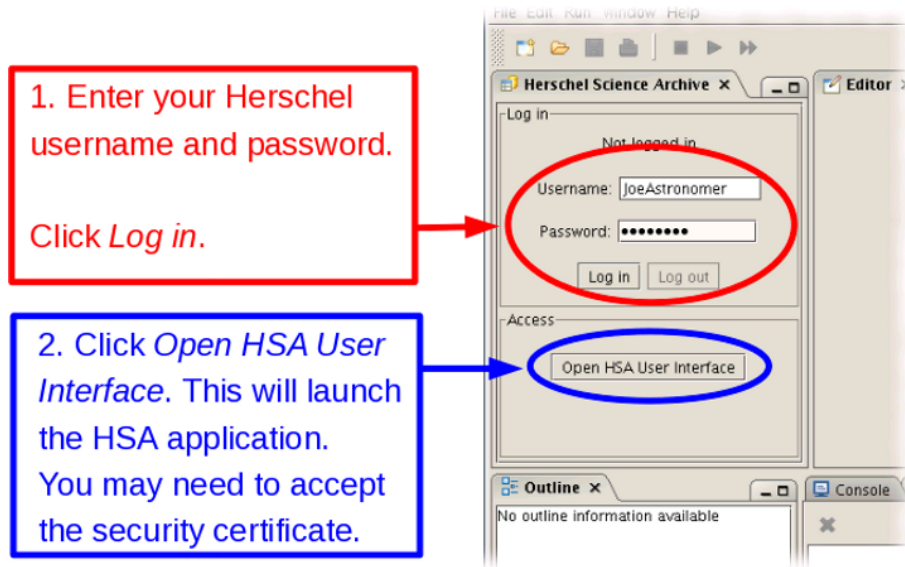 File Edit Run Window Help
1. Enter your Herschel
username and password.
Click Log in.
2. Click Open HSA User
Interface. This will launch
the HSA application.
You may need to accept
the security certificate.
Herschel Science Archive
Editor
Log in
Not logged in
Username: JoeAstronomer
Password: ••••••••
Log in Log out
Access
Open HSA User Interface
Outline
Console
No outline information available